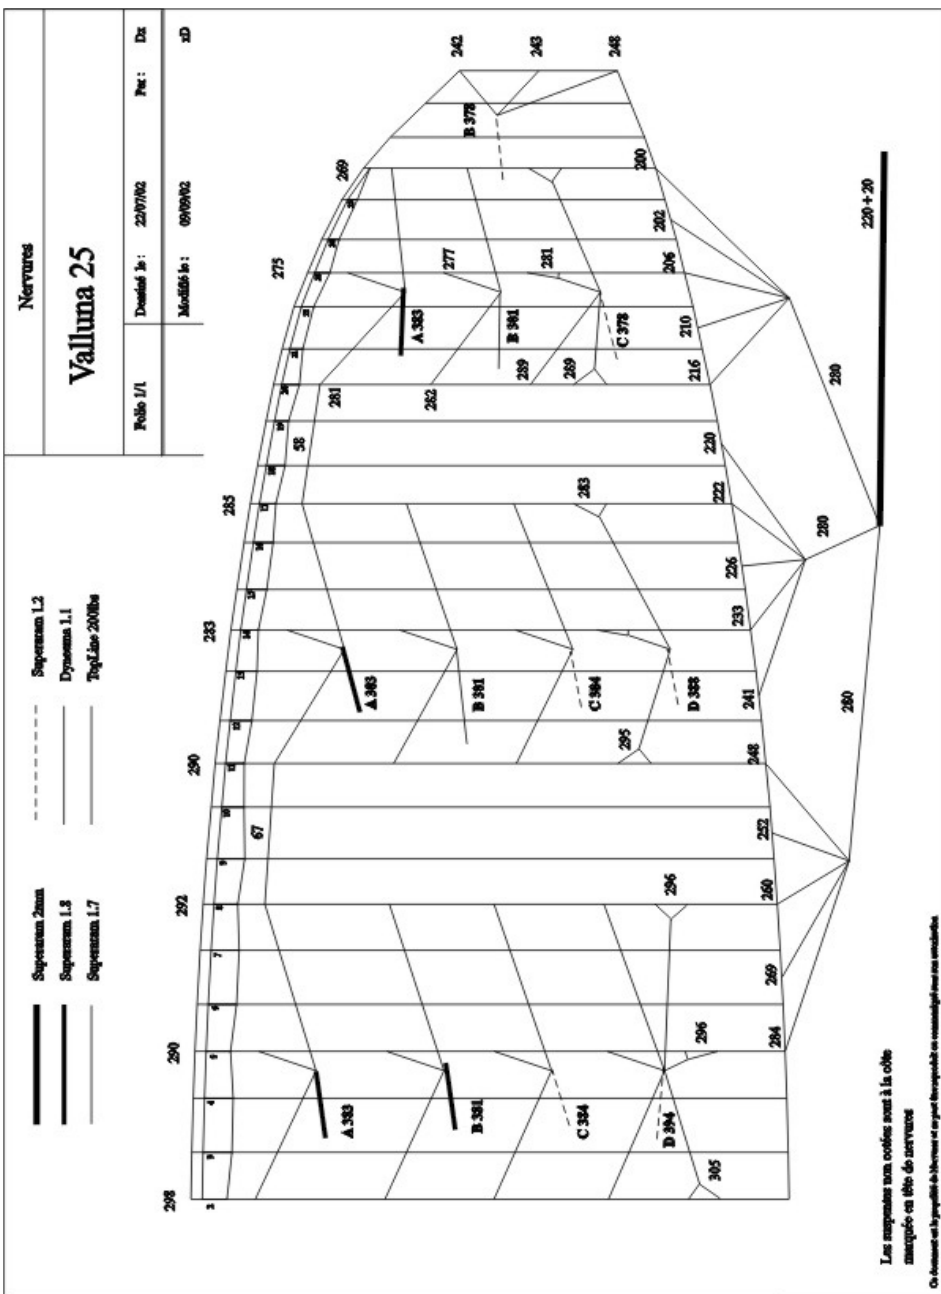 Nervures
Valluna 25
Folio 1/1
Dessiné le : 22/07/02
Par : Dz
Modifié le : 09/09/02
xD
Superaram 2mm
Superaram 1.8
Superaram 1.7
Superaram 1.2
Dyneema 1.1
TopLine 200lbs
298 290 292 290 283 285 275 269 242
243
248
58
67
281
282
277
289
289
281
283
295
296
296
305
A 383
B 381
C 384
D 394
A 383
B 381
C 384
D 388
A 383
B 381
C 378
B 378
284 269 260 252 248 241 233 226 222 220 216 210 206 202 200
280
280
280
220 + 20
Les suspentes non cotées sont à la côte
marquée en tête de nervures